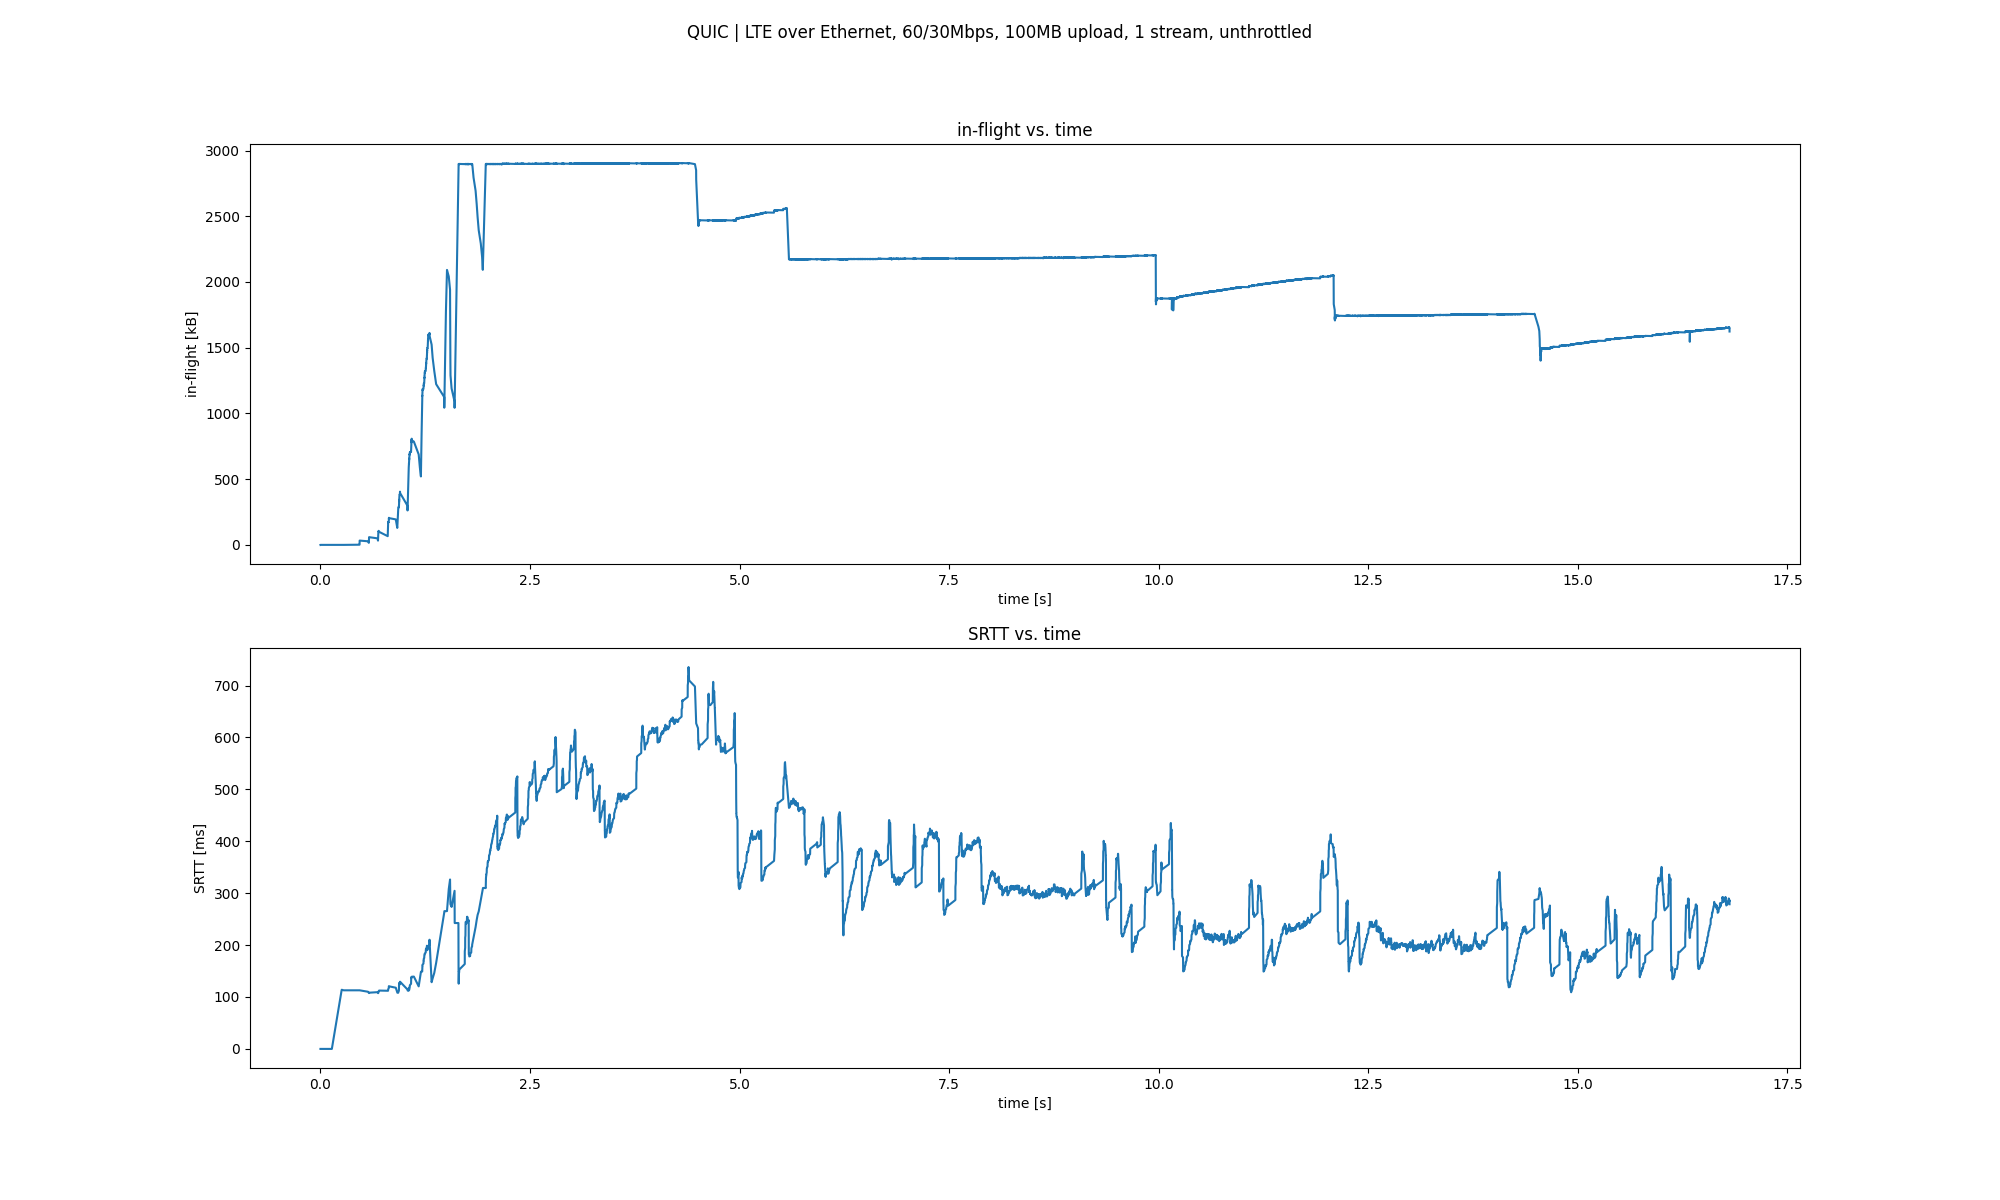 QUIC | LTE over Ethernet, 60/30Mbps, 100MB upload, 1 stream, unthrottled
in-flight vs. time
3000
2500
2000
1500
1000
500
0
in-flight [kB]
0.0 2.5 5.0 7.5 10.0 12.5 15.0 17.5
time [s]
SRTT vs. time
700
600
500
400
300
200
100
0
SRTT [ms]
0.0 2.5 5.0 7.5 10.0 12.5 15.0 17.5
time [s]